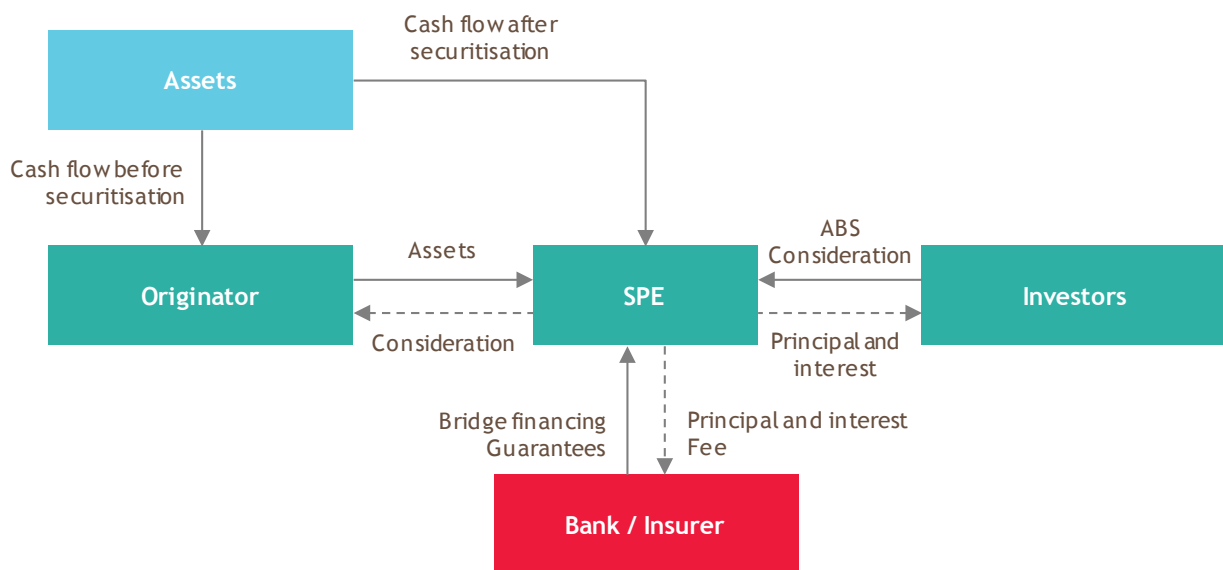 Cash flow after
securitisation
Assets
Cash flow before
securitisation
ABS
Consideration
Assets
Originator
SPE
Investors
Consideration
Principal and
interest
Bridge financing
Guarantees
Principal and interest
Fee
Bank / Insurer